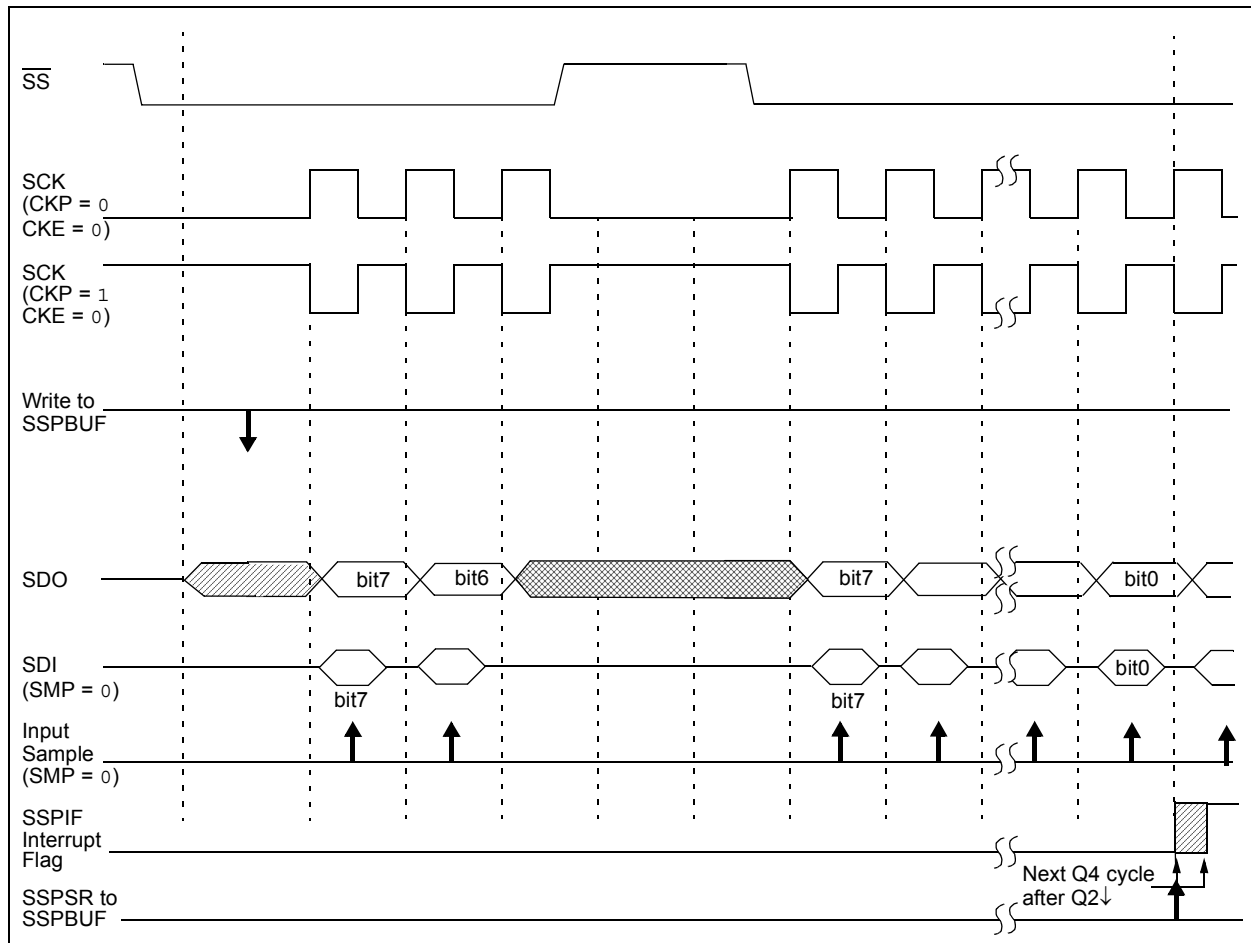 SS
SCK
(CKP = 0
CKE = 0)
SCK
(CKP = 1
CKE = 0)
Write to
SSPBUF
SDO
bit7
bit6
bit7
bit0
SDI
(SMP = 0)
bit7
bit7
bit0
Input
Sample
(SMP = 0)
SSPIF
Interrupt
Flag
Next Q4 cycle
after Q2↓
SSPSR to
SSPBUF